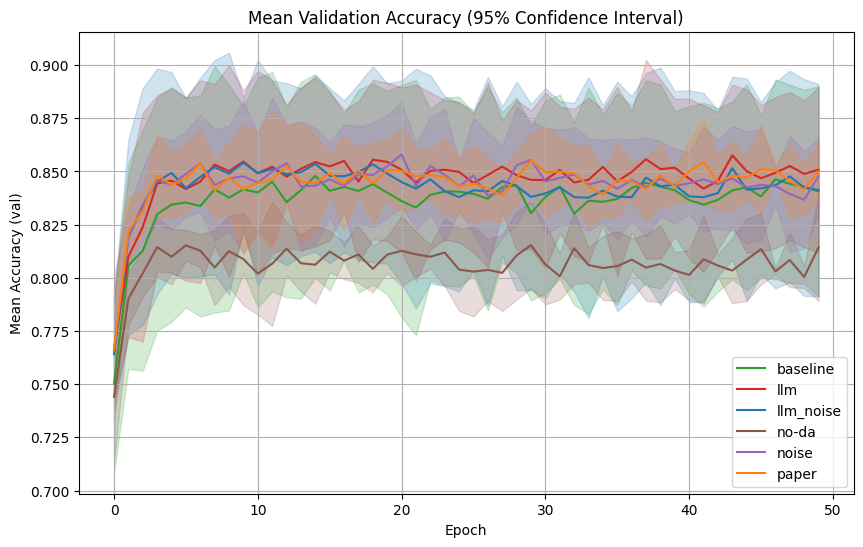 Mean Validation Accuracy (95% Confidence Interval)
Mean Accuracy (val)
0.900
0.875
0.850
0.825
0.800
0.775
0.750
0.725
0.700
0
10
20
30
40
50
Epoch
baseline
llm
llm_noise
no-da
noise
paper